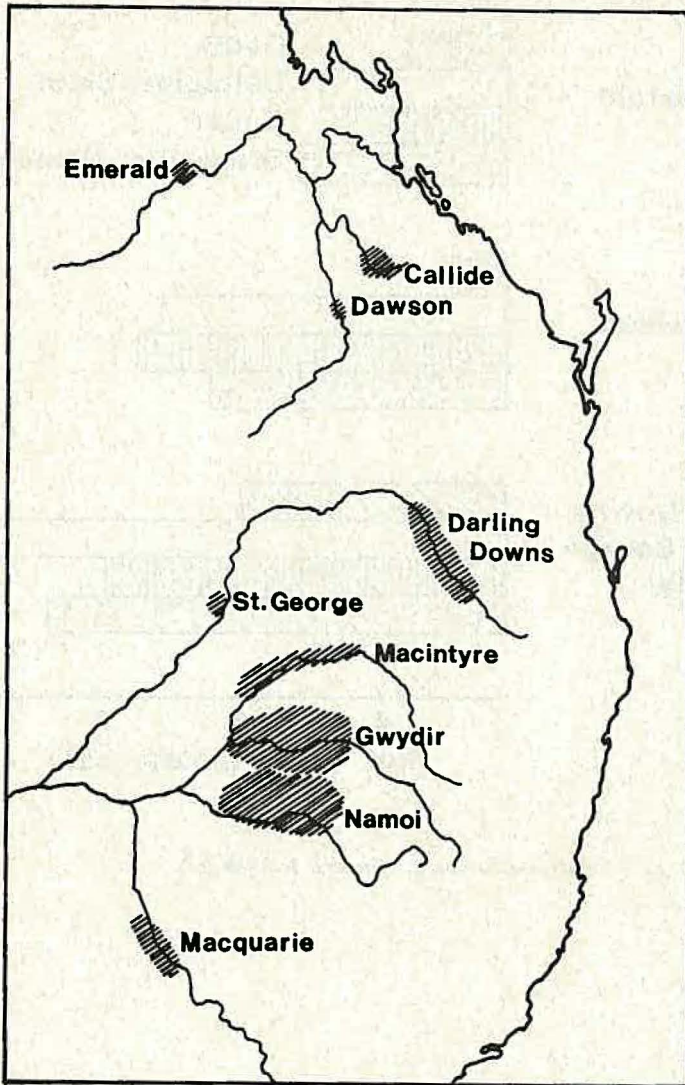 Emerald
Callide
Dawson
Darling
Downs
St. George
Macintyre
Gwydir
Namoi
Macquarie